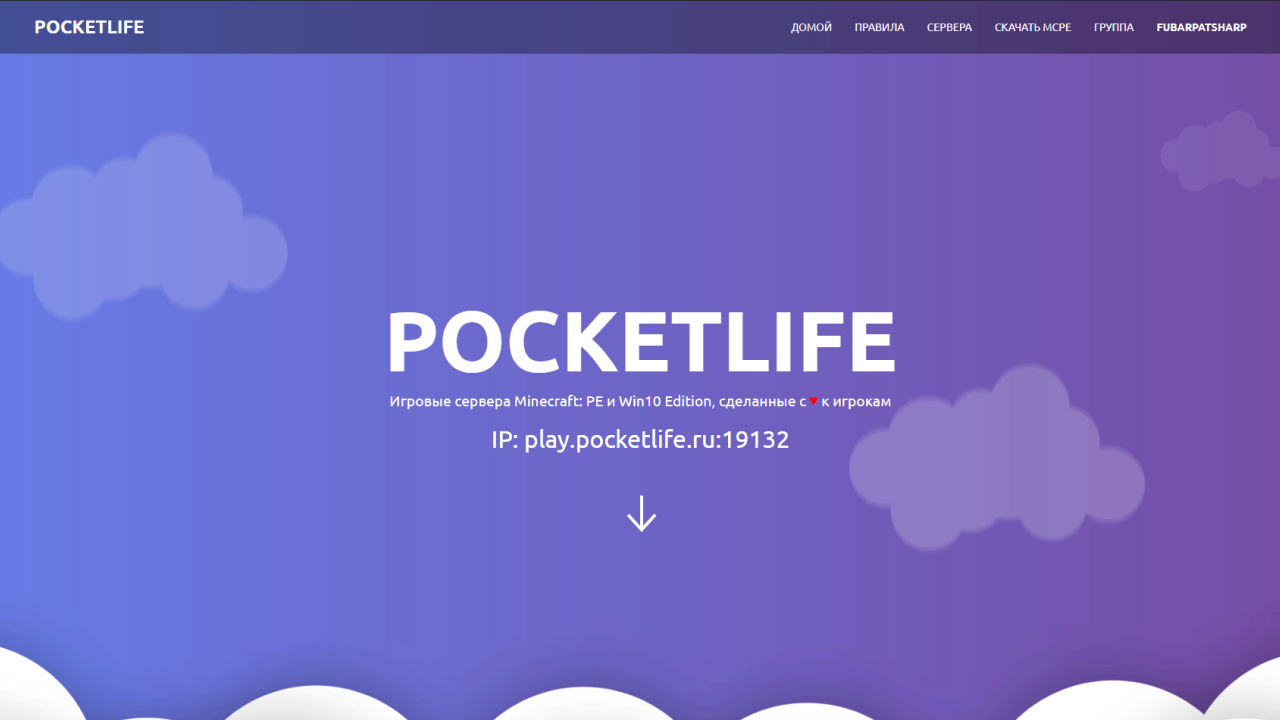 POCKETLIFE
ДОМОЙ ПРАВИЛА СЕРВЕРА СКАЧАТЬ MCPE ГРУППА FUBARPATSHARP
POCKETLIFE
Игровые сервера Minecraft: PE и Win10 Edition, сделанные с ♥ к игрокам
IP: play.pocketlife.ru:19132